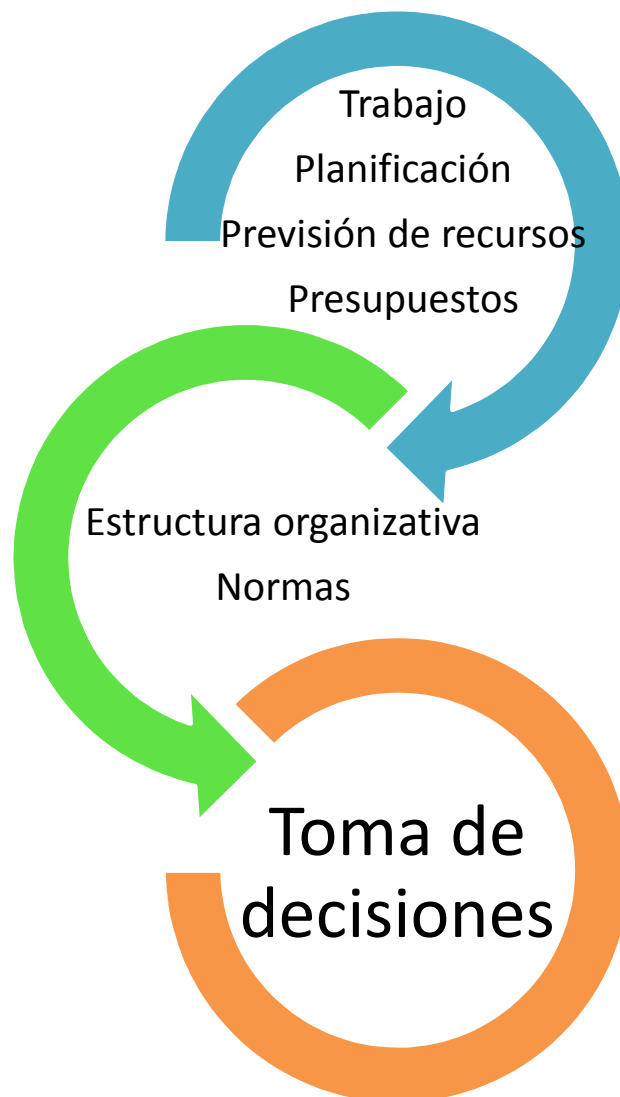 Trabajo
Planificación
Previsión de recursos
Presupuestos
Estructura organizativa
Normas
Toma de
decisiones